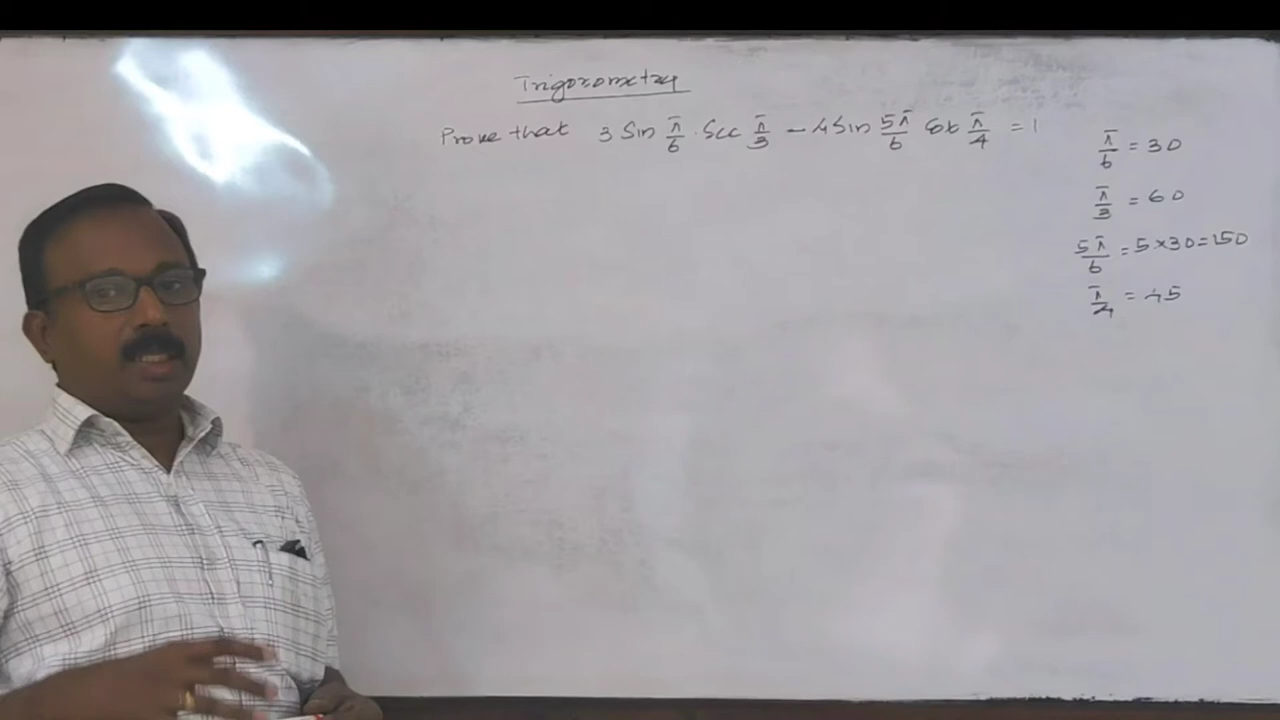 Trigonometry
Prove that 3 Sin π/6 . Sec π/3 - 4 Sin 5π/6 Cot π/4 = 1
π/6 = 30
π/3 = 60
5π/6 = 5×30=150
π/4 = 45